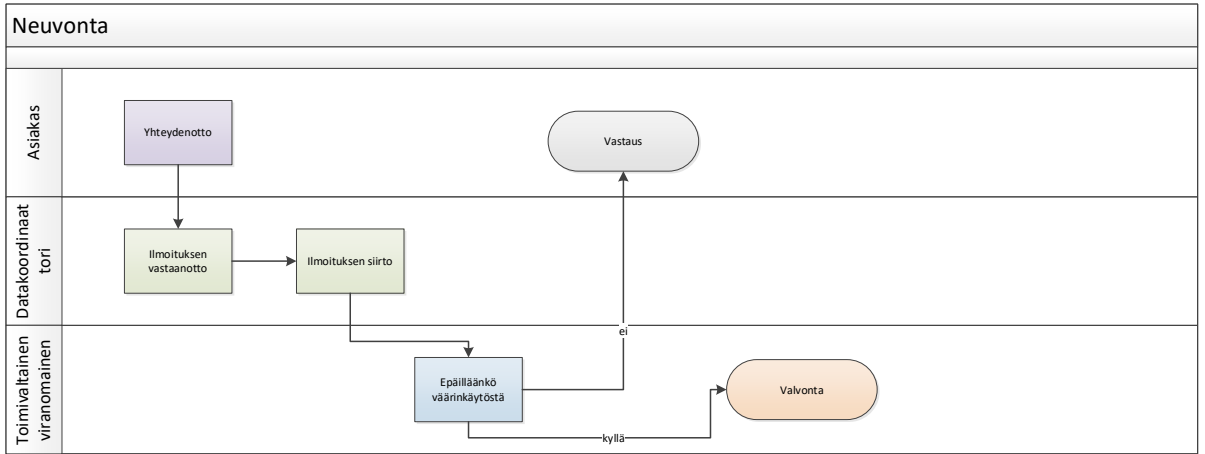 Neuvonta
Asiakas
Yhteydenotto
Vastaus
Datakoordinaat
tori
Ilmoituksen
vastaanotto
Ilmoituksen siirto
ei
Toimivaltainen
viranomainen
Epäilläänkö
väärinkäytöstä
Valvonta
kyllä